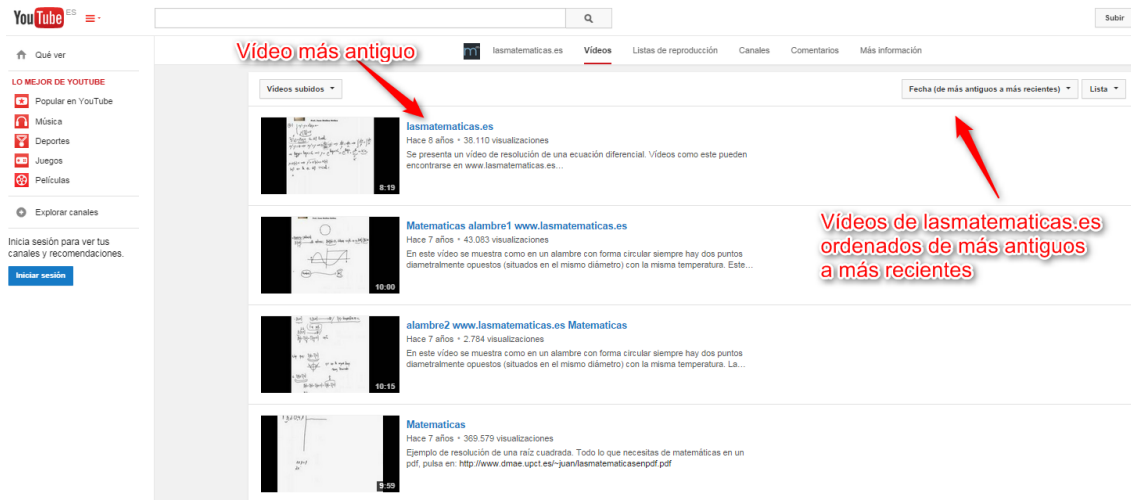 YouTube ES
Subir
Qué ver
LO MEJOR DE YOUTUBE
Popular en YouTube
Música
Deportes
Juegos
Películas
Explorar canales
Inicia sesión para ver tus
canales y recomendaciones.
Iniciar sesión
Vídeo más antiguo
lasmatematicas.es Vídeos Listas de reproducción Canales Comentarios Más información
Vídeos subidos
Fecha (de más antiguos a más recientes) Lista
lasmatematicas.es
Hace 8 años • 38.110 visualizaciones
Se presenta un vídeo de resolución de una ecuación diferencial. Vídeos como este pueden
encontrarse en www.lasmatematicas.es...
8:19
Matematicas alambre1 www.lasmatematicas.es
Hace 7 años • 43.083 visualizaciones
En este vídeo se muestra como en un alambre con forma circular siempre hay dos puntos
diametralmente opuestos (situados en el mismo diámetro) con la misma temperatura. Este...
10:00
Vídeos de lasmatematicas.es
ordenados de más antiguos
a más recientes
alambre2 www.lasmatematicas.es Matematicas
Hace 7 años • 2.784 visualizaciones
En este vídeo se muestra como en un alambre con forma circular siempre hay dos puntos
diametralmente opuestos (situados en el mismo diámetro) con la misma temperatura. La...
10:15
Matematicas
Hace 7 años • 369.579 visualizaciones
Ejemplo de resolución de una raíz cuadrada. Todo lo que necesitas de matemáticas en un
pdf, pulsa en: http://www.dmae.upct.es/~juan/lasmatematicasenpdf.pdf
9:59